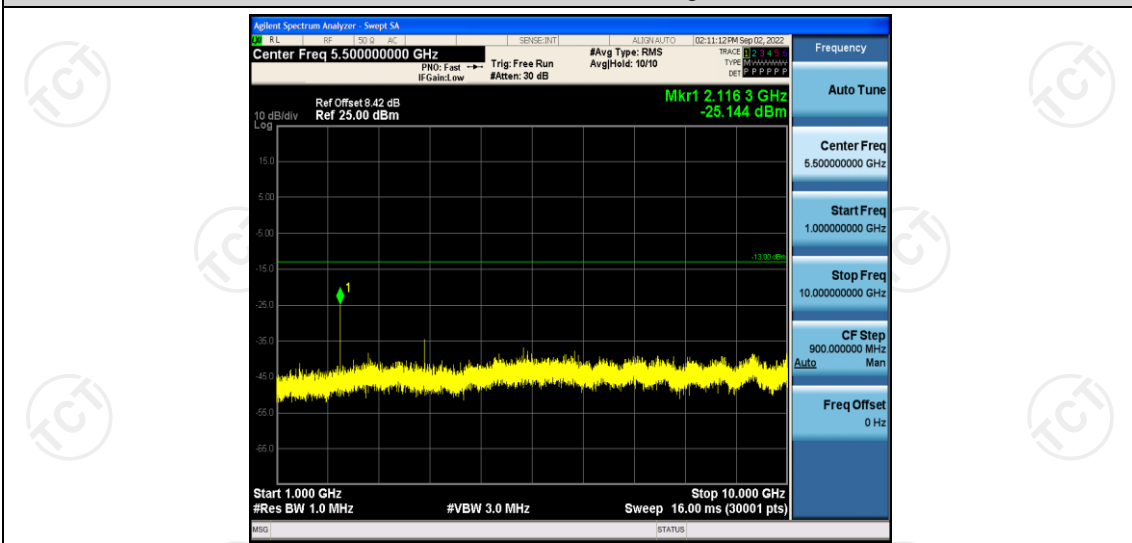 Agilent Spectrum Analyzer - Swept SA
RL RF 50 Ω AC SENSE:INT ALIGN AUTO 02:11:12 PM Sep 02, 2022
Center Freq 5.500000000 GHz
PNO: Fast
IFGain:Low
Trig: Free Run
#Atten: 30 dB
#Avg Type: RMS
Avg|Hold: 10/10
TRACE 1 2 3 4 5 6
TYPE M
DET P P P P P P
Frequency
Auto Tune
Mkr1 2.116 3 GHz
-25.144 dBm
Ref Offset 8.42 dB
10 dB/div Ref 25.00 dBm
Log
15.0
5.00
-5.00
-15.0
-25.0
-35.0
-45.0
-55.0
-65.0
-13.00 dBm
1
Center Freq
5.500000000 GHz
Start Freq
1.000000000 GHz
Stop Freq
10.000000000 GHz
CF Step
900.000000 MHz
Auto Man
Freq Offset
0 Hz
Start 1.000 GHz Stop 10.000 GHz
#Res BW 1.0 MHz #VBW 3.0 MHz Sweep 16.00 ms (30001 pts)
MSG STATUS
TCT
TCT
TCT
TCT
TCT
TCT